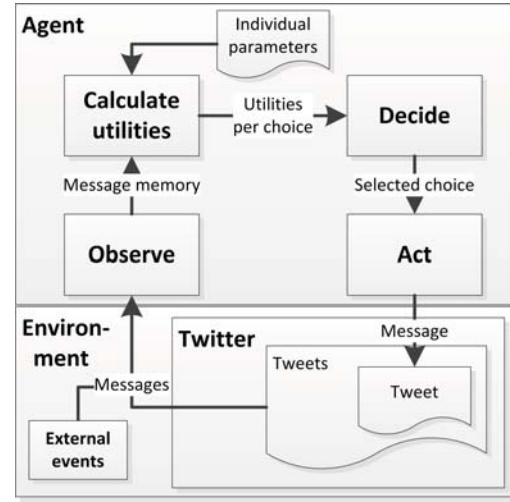 Agent
Individual
parameters
Calculate
utilities
Utilities
per choice
Decide
Message memory
Selected choice
Observe
Act
Environ-
ment
Twitter
Message
Tweets
Messages
Tweet
External
events